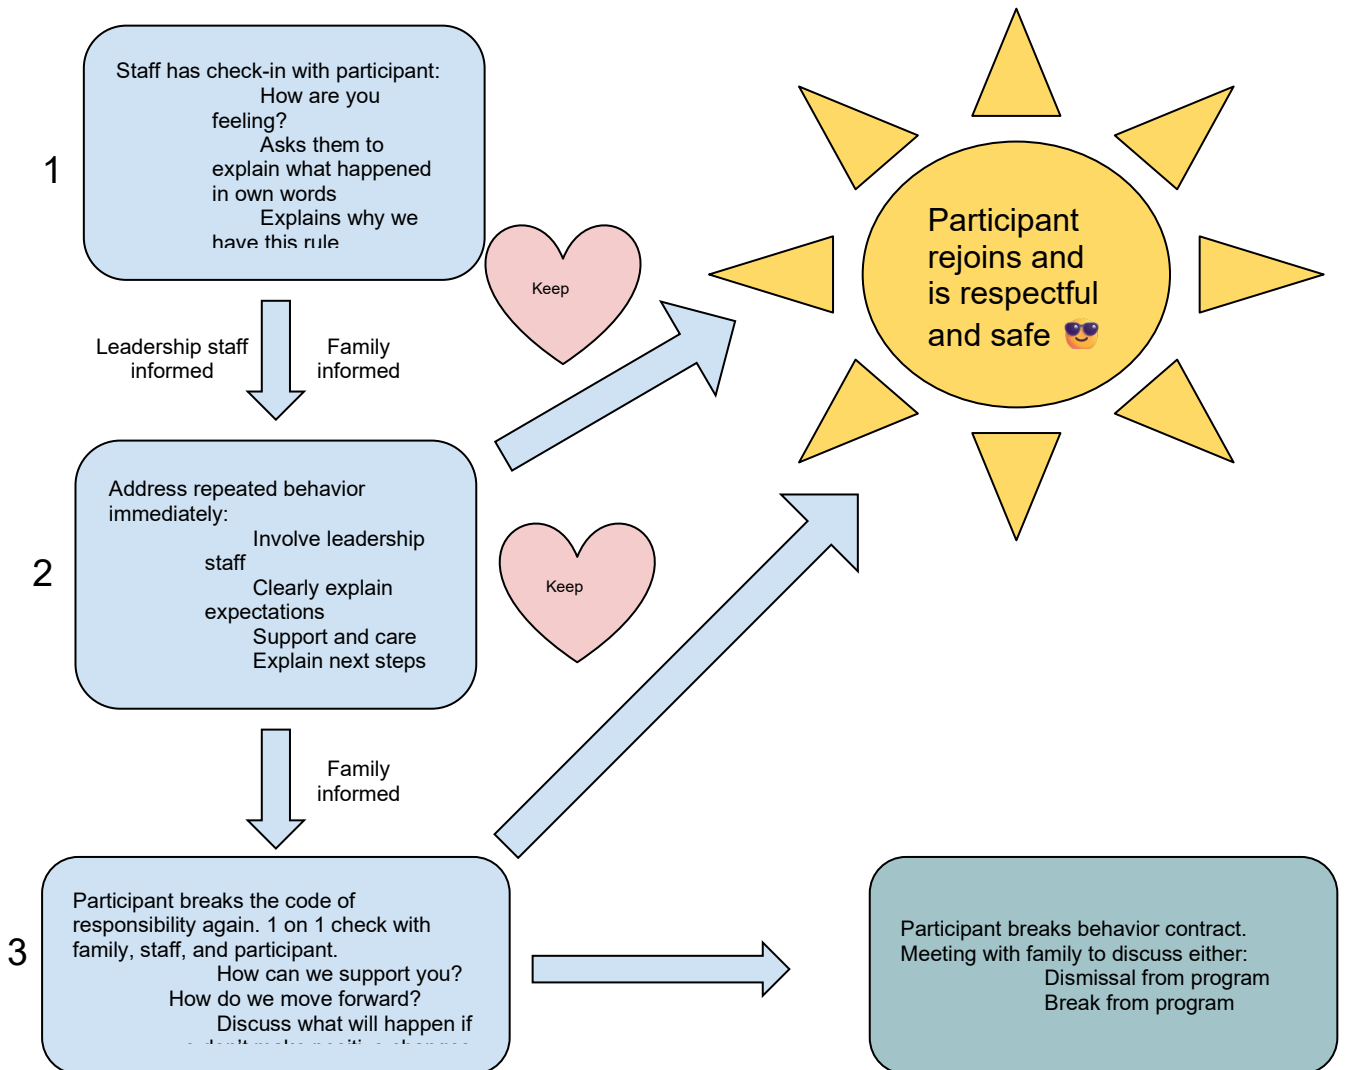 1
Staff has check-in with participant:
How are you
feeling?
Asks them to
explain what happened
in own words
Explains why we
have this rule
Keep
Participant
rejoins and
is respectful
and safe 😎
Leadership staff
informed
Family
informed
2
Address repeated behavior
immediately:
Involve leadership
staff
Clearly explain
expectations
Support and care
Explain next steps
Keep
Family
informed
3
Participant breaks the code of
responsibility again. 1 on 1 check with
family, staff, and participant.
How can we support you?
How do we move forward?
Discuss what will happen if
don't make positive changes
Participant breaks behavior contract.
Meeting with family to discuss either:
Dismissal from program
Break from program